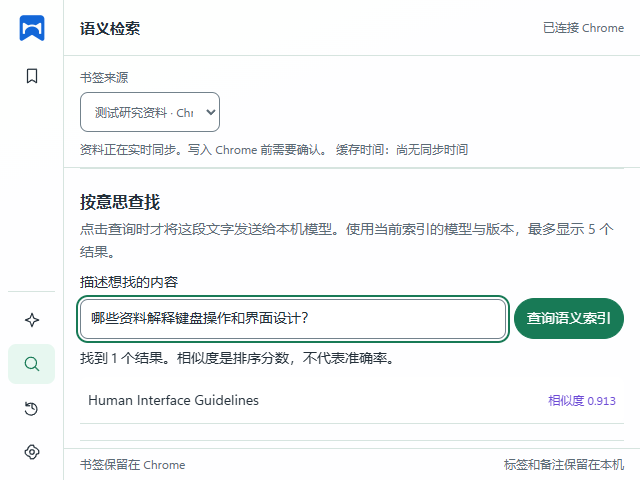 语义检索
已连接 Chrome
书签来源
测试研究资料 · Chr
资料正在实时同步。写入 Chrome 前需要确认。 缓存时间：尚无同步时间
按意思查找
点击查询时才将这段文字发送给本机模型。使用当前索引的模型与版本，最多显示 5 个
结果。
描述想找的内容
哪些资料解释键盘操作和界面设计？
查询语义索引
找到 1 个结果。相似度是排序分数，不代表准确率。
Human Interface Guidelines
相似度 0.913
书签保留在 Chrome
标签和备注保留在本机